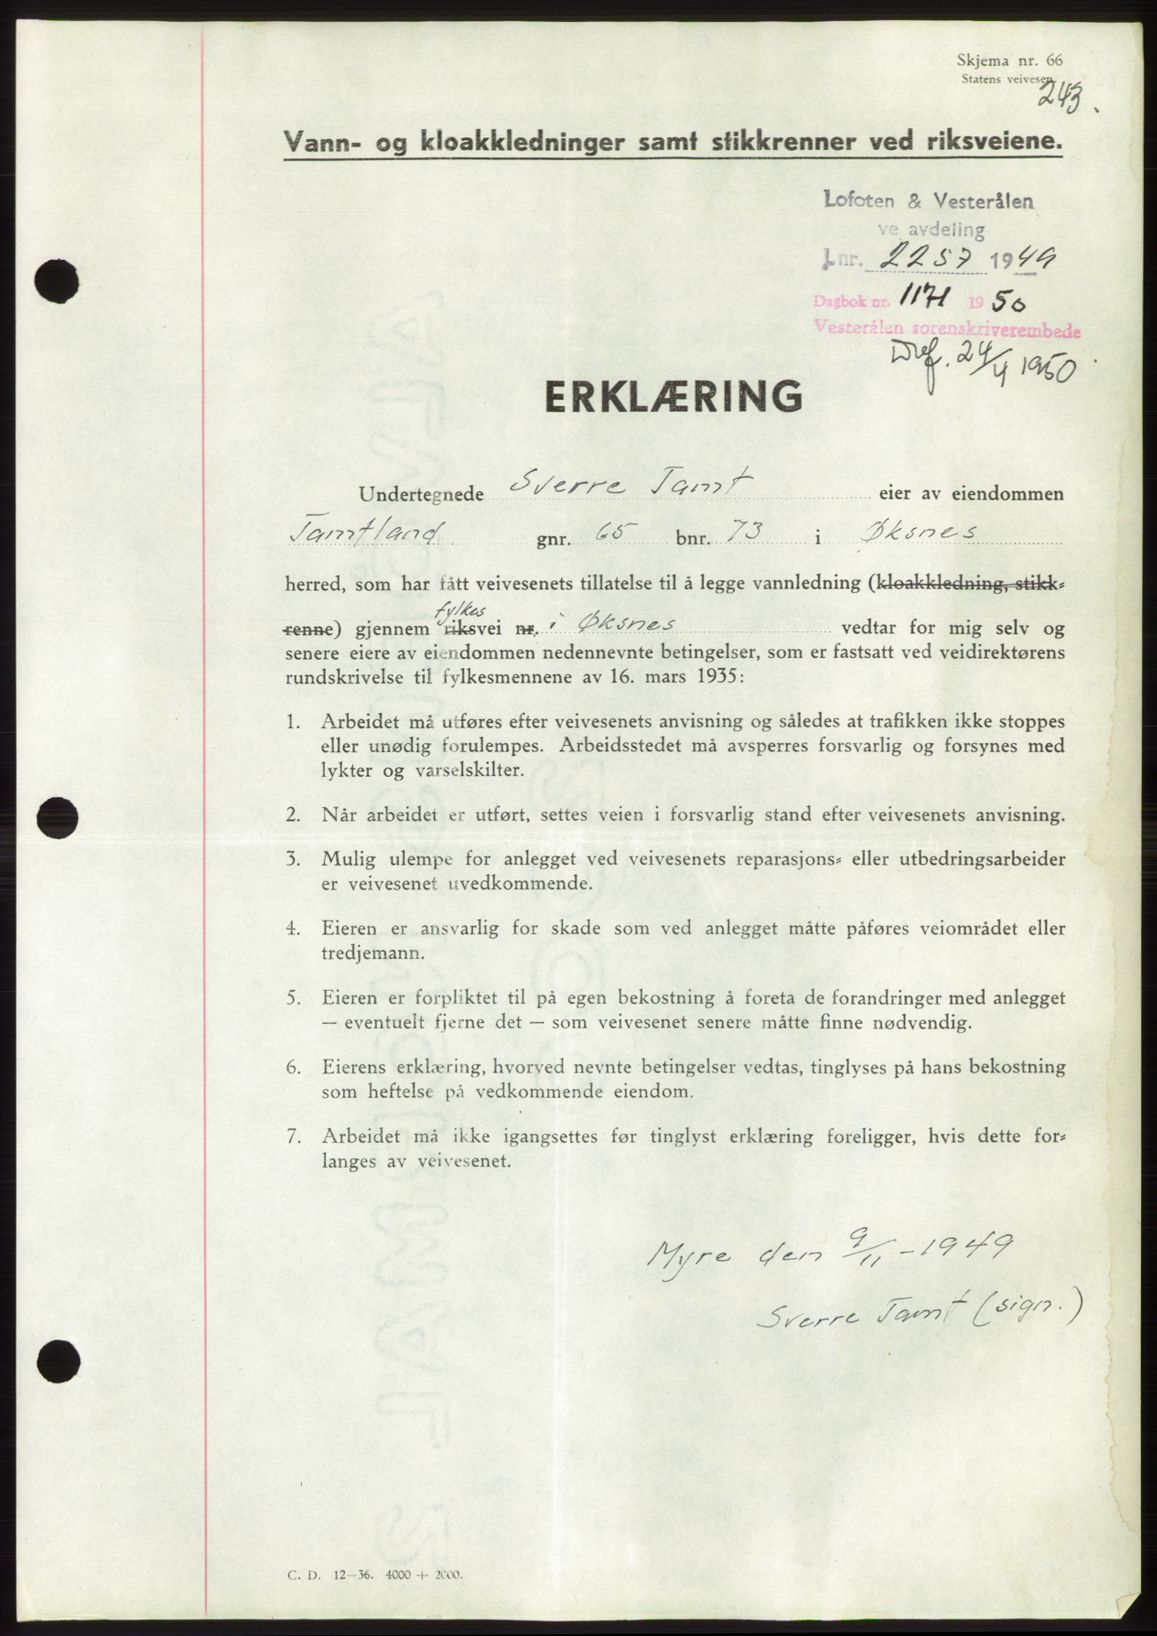 Skjema nr. 66
Statens veivesen.
243.
Vann- og kloakkledninger samt stikkrenner ved riksveiene.
Lofoten & Vesterålen
ve avdeling
J.nr. 2257 1949
Dagbok nr. 1171 1950
Vesterålen sorenskriverembede
24/4 1950
ERKLÆRING
Undertegnede Sverre Tamt eier av eiendommen
Tamtland gnr. 65 bnr. 73 i Øksnes
herred, som har fått veivesenets tillatelse til å legge vannledning (kloakkledning, stikk-
fylkes
renne) gjennem riksvei nr. i Øksnes vedtar for mig selv og
senere eiere av eiendommen nedennevnte betingelser, som er fastsatt ved veidirektørens
rundskrivelse til fylkesmennene av 16. mars 1935:
1. Arbeidet må utføres efter veivesenets anvisning og således at trafikken ikke stoppes
eller unødig forulempes. Arbeidsstedet må avsperres forsvarlig og forsynes med
lykter og varselskilter.
2. Når arbeidet er utført, settes veien i forsvarlig stand efter veivesenets anvisning.
3. Mulig ulempe for anlegget ved veivesenets reparasjons- eller utbedringsarbeider
er veivesenet uvedkommende.
4. Eieren er ansvarlig for skade som ved anlegget måtte påføres veiområdet eller
tredjemann.
5. Eieren er forpliktet til på egen bekostning å foreta de forandringer med anlegget
— eventuelt fjerne det — som veivesenet senere måtte finne nødvendig.
6. Eierens erklæring, hvorved nevnte betingelser vedtas, tinglyses på hans bekostning
som heftelse på vedkommende eiendom.
7. Arbeidet må ikke igangsettes før tinglyst erklæring foreligger, hvis dette for-
langes av veivesenet.
Myre den 9/11-1949
Sverre Tamt (sign.)
C. D. 12—36. 4000 + 2000.